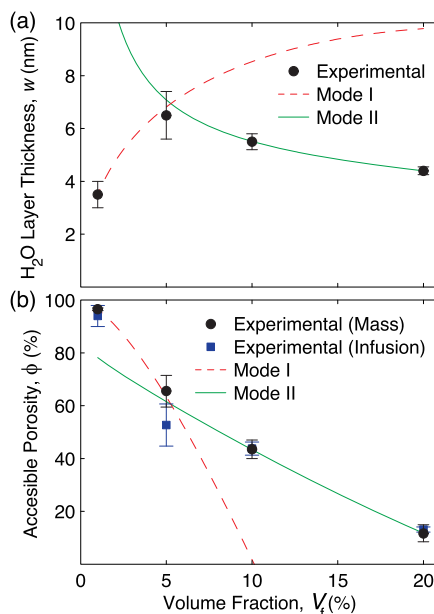 (a)
H2O Layer Thickness, w (nm)
10
8
6
4
2
Experimental
Mode I
Mode II
(b)
Accesible Porosity, ϕ (%)
100
80
60
40
20
Experimental (Mass)
Experimental (Infusion)
Mode I
Mode II
0 5 10 15 20
Volume Fraction, Vf (%)